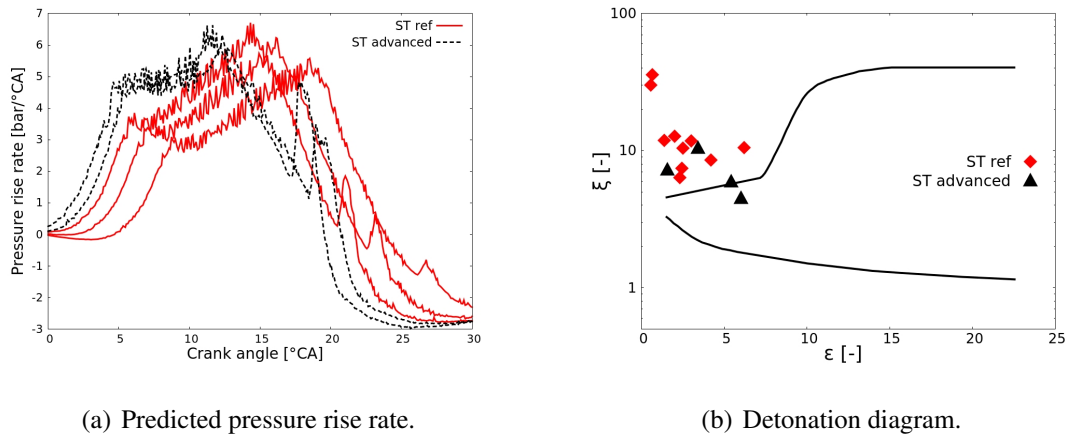 7
6
5
4
3
2
1
0
-1
-2
-3
0
5
10
15
20
25
30
Pressure rise rate [bar/°CA]
Crank angle [°CA]
ST ref
ST advanced
(a) Predicted pressure rise rate.
100
10
1
0
5
10
15
20
25
ξ [-]
ε [-]
ST ref
ST advanced
(b) Detonation diagram.